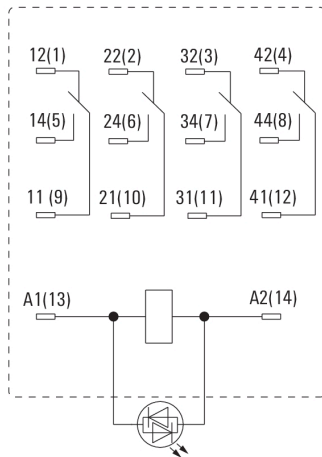 12(1) 22(2) 32(3) 42(4)
14(5) 24(6) 34(7) 44(8)
11 (9) 21(10) 31(11) 41(12)
A1(13) A2(14)